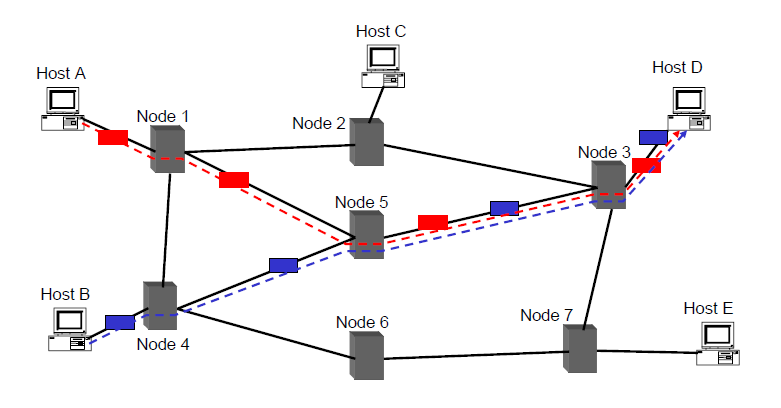 Host C
Host A
Host D
Node 1
Node 2
Node 3
Node 5
Host B
Node 7
Host E
Node 6
Node 4